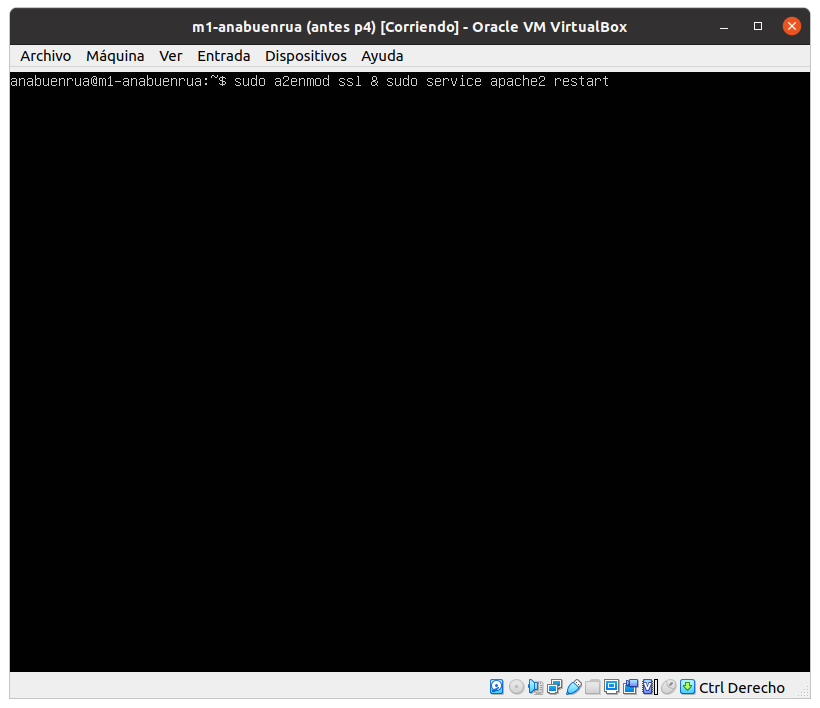 m1-anabuenrua (antes p4) [Corriendo] - Oracle VM VirtualBox
Archivo Máquina Ver Entrada Dispositivos Ayuda
anabuenrua@m1-anabuenrua:~$ sudo a2enmod ssl & sudo service apache2 restart
Ctrl Derecho